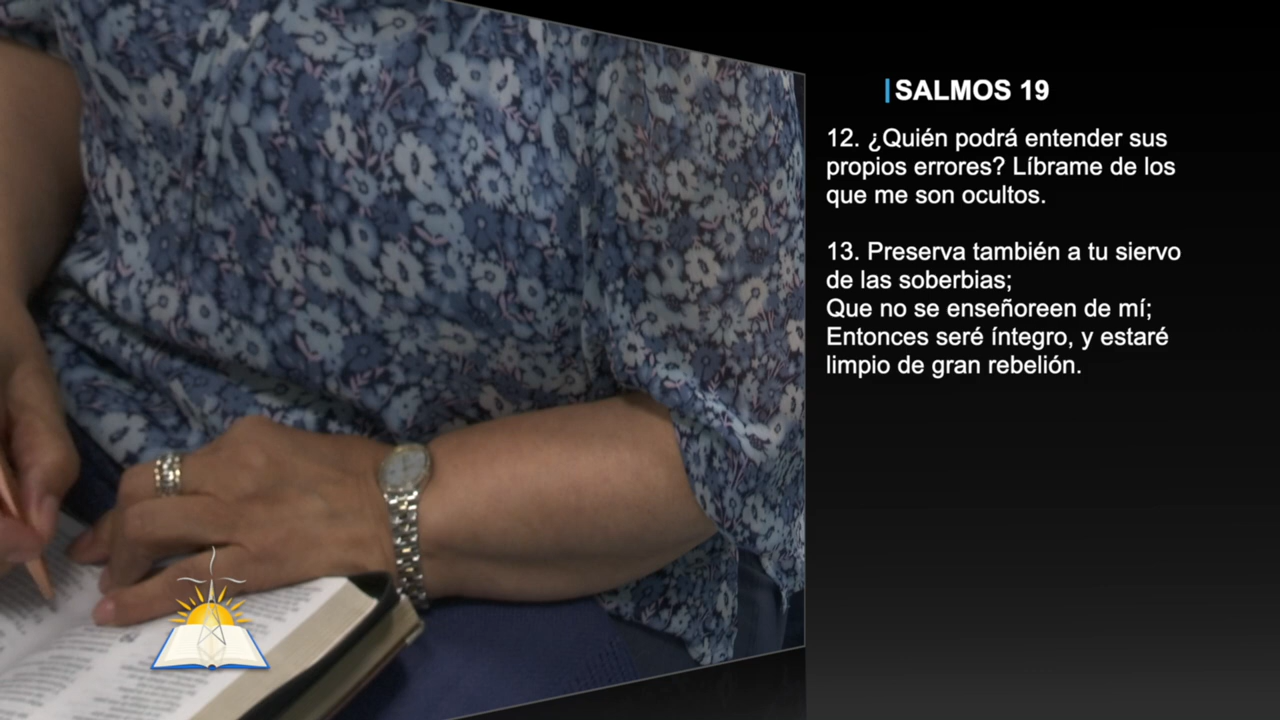 SALMOS 19
12. ¿Quién podrá entender sus
propios errores? Líbrame de los
que me son ocultos.
13. Preserva también a tu siervo
de las soberbias;
Que no se enseñoreen de mí;
Entonces seré íntegro, y estaré
limpio de gran rebelión.